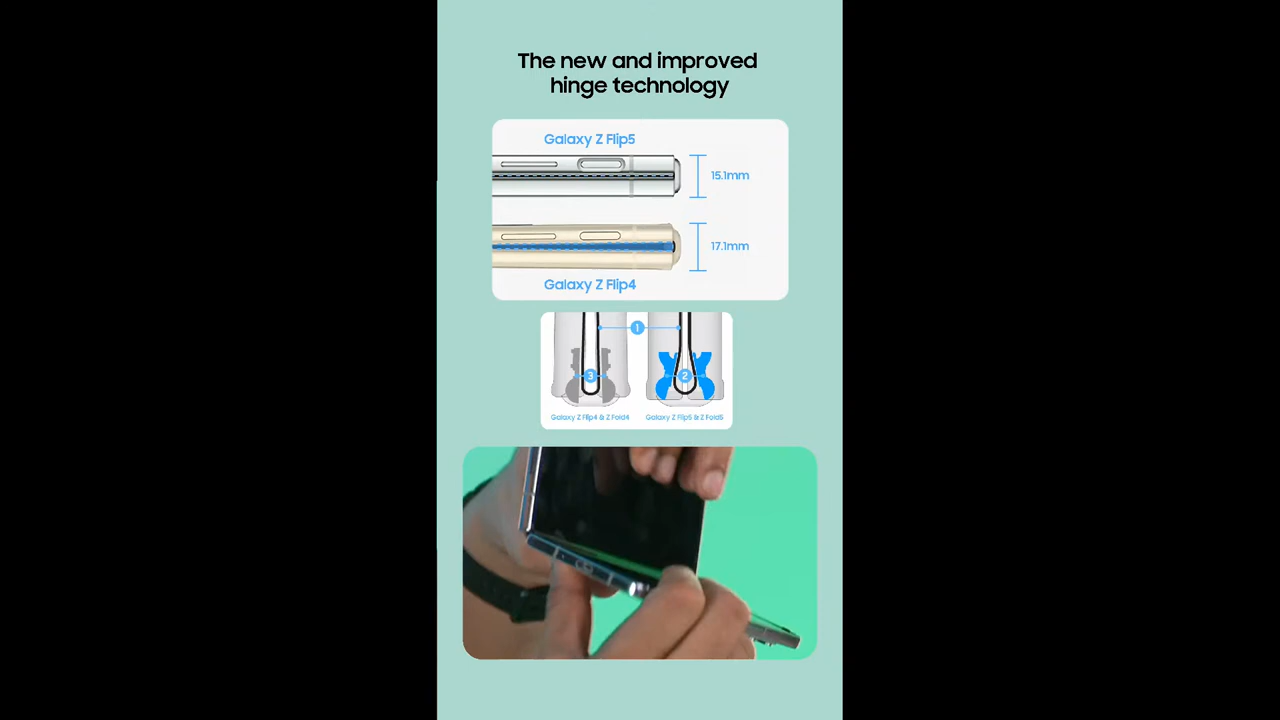 The new and improved
hinge technology
Galaxy Z Flip5
15.1mm
17.1mm
Galaxy Z Flip4
1
3
2
Galaxy Z Flip4 & Z Fold4
Galaxy Z Flip5 & Z Fold5